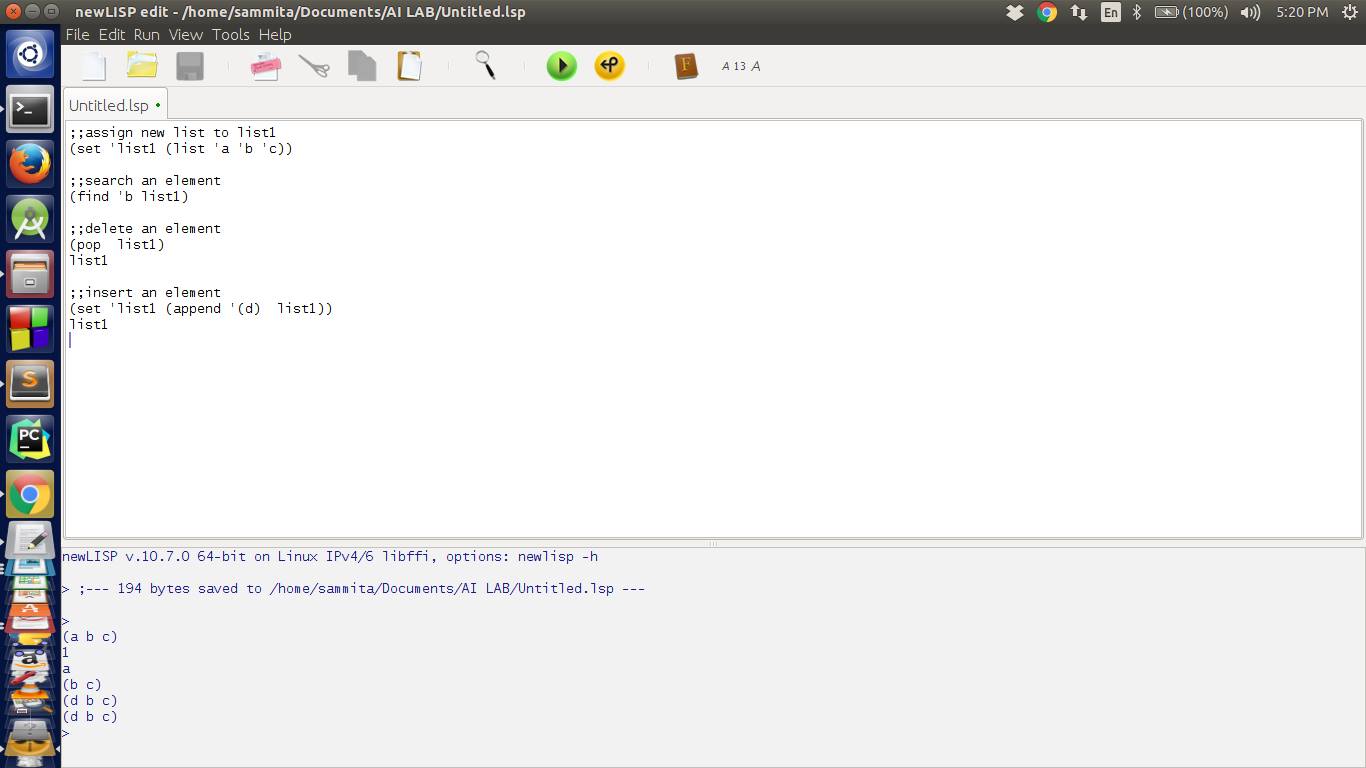 newLISP edit - /home/sammita/Documents/AI LAB/Untitled.lsp
En
(100%)
5:20 PM
File Edit Run View Tools Help
F
A 13 A
Untitled.lsp
;;assign new list to list1
(set 'list1 (list 'a 'b 'c))
;;search an element
(find 'b list1)
;;delete an element
(pop  list1)
list1
;;insert an element
(set 'list1 (append '(d)  list1))
list1
S
PC
A
a
newLISP v.10.7.0 64-bit on Linux IPv4/6 libffi, options: newlisp -h
> ;--- 194 bytes saved to /home/sammita/Documents/AI LAB/Untitled.lsp ---
>
(a b c)
1
a
(b c)
(d b c)
(d b c)
>